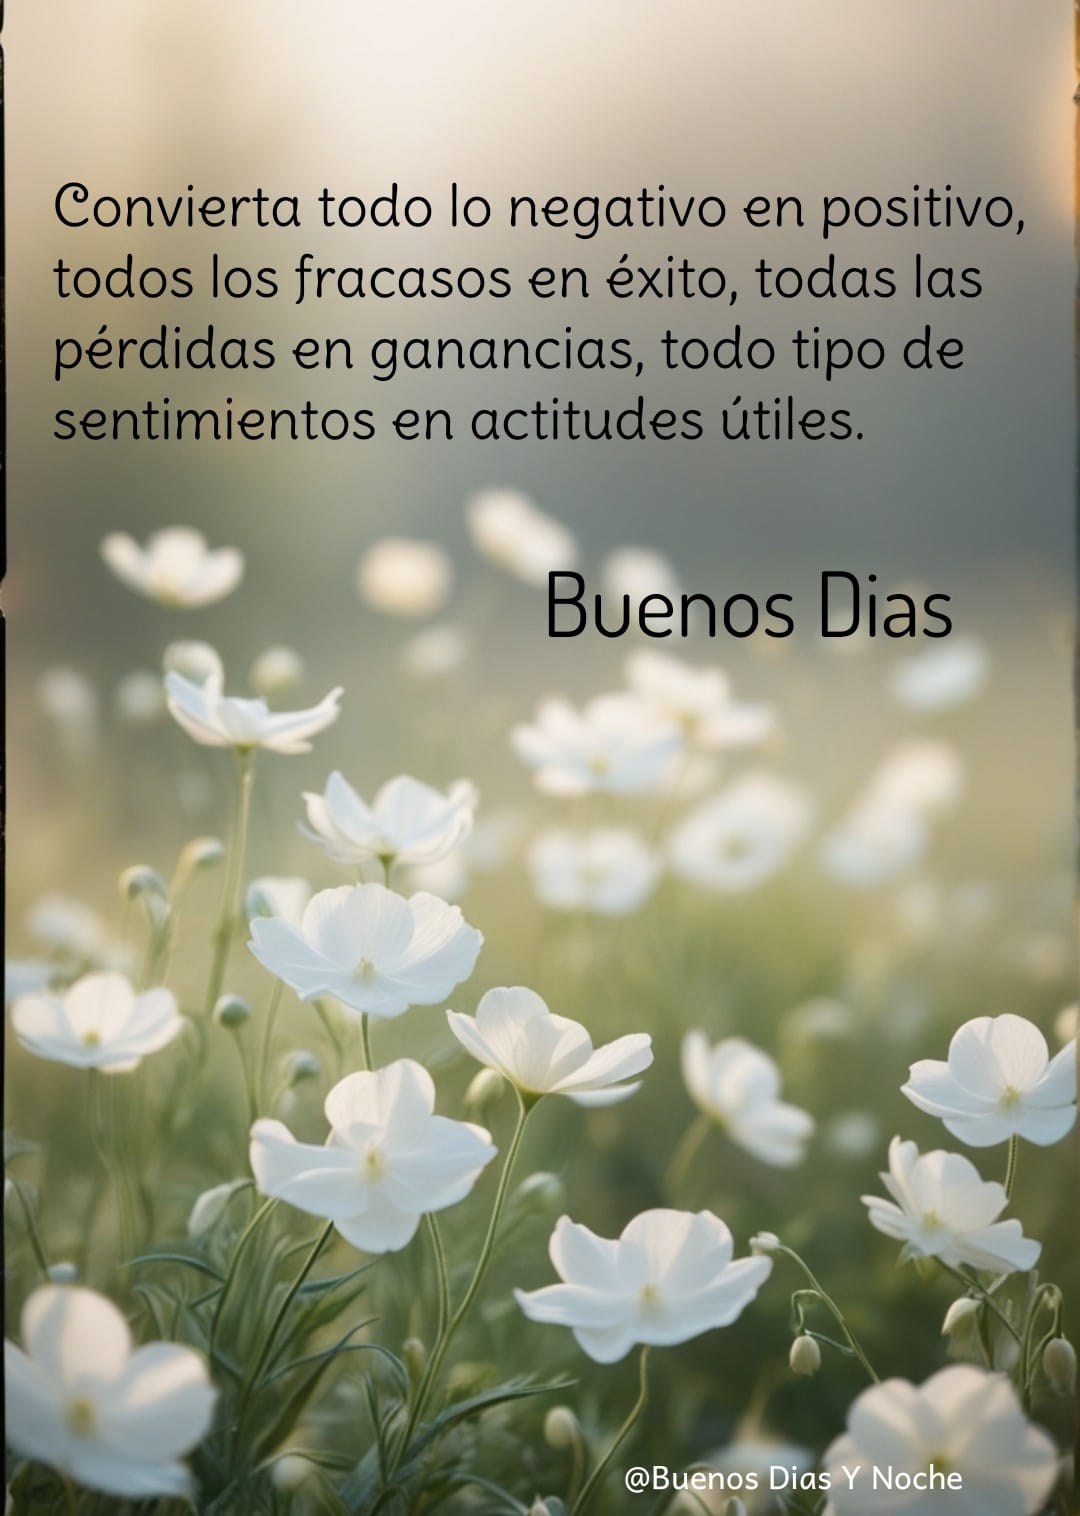 Convierta todo lo negativo en positivo,
todos los fracasos en éxito, todas las
pérdidas en ganancias, todo tipo de
sentimientos en actitudes útiles.
Buenos Dias
@Buenos Dias Y Noche